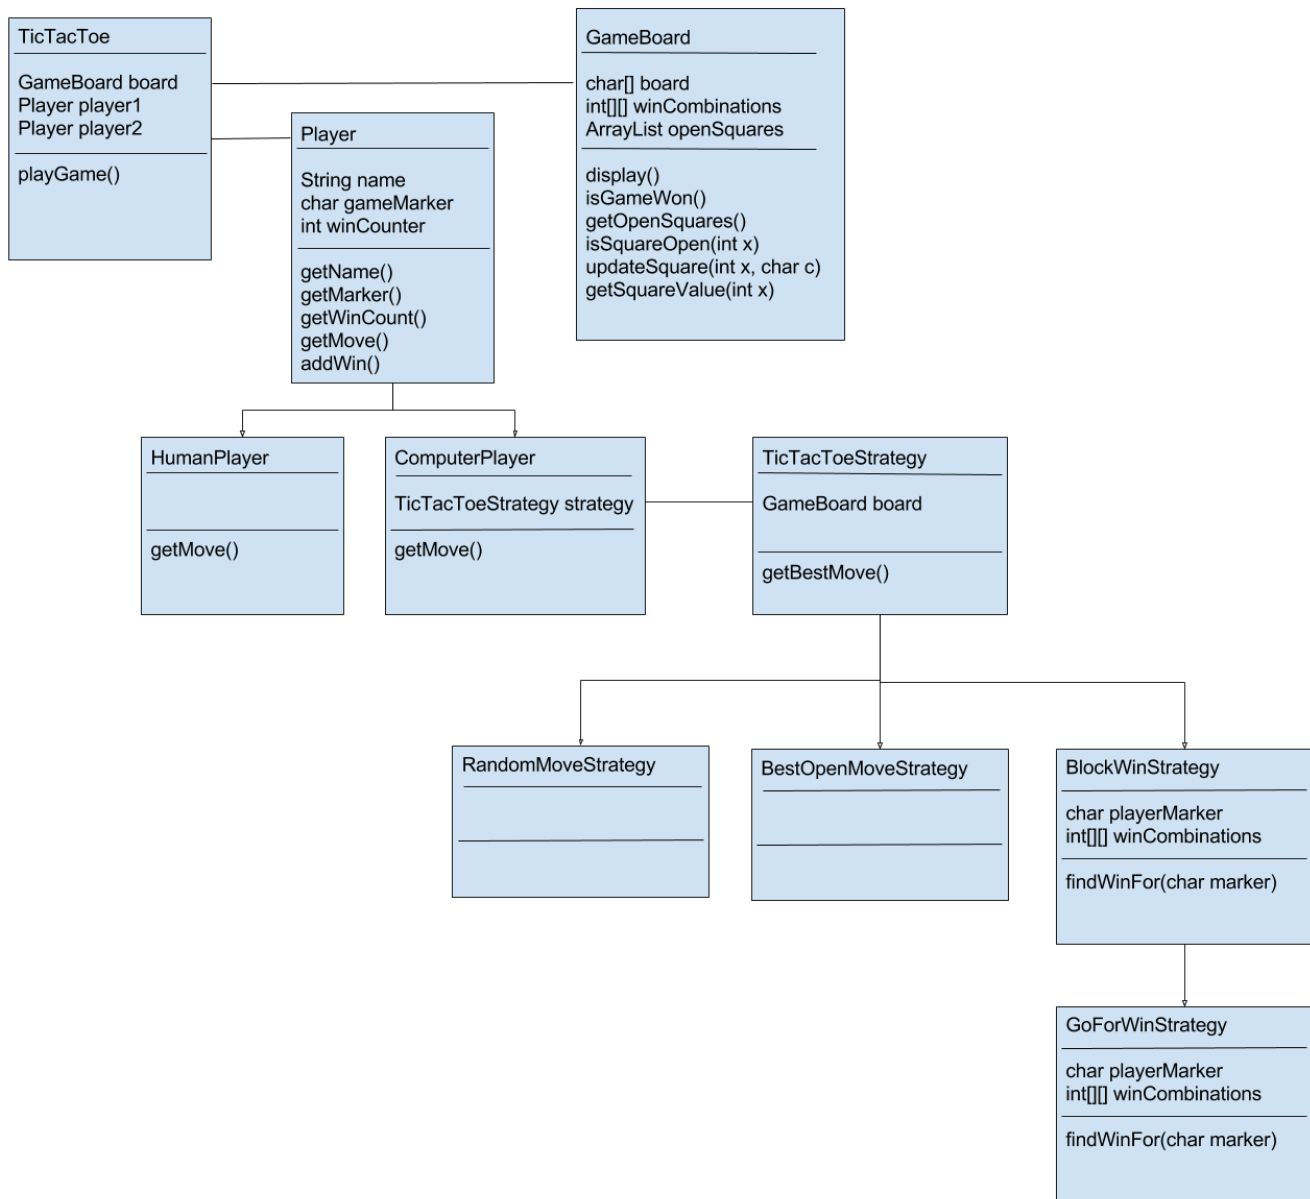 TicTacToe
GameBoard board
Player player1
Player player2
playGame()
GameBoard
char[] board
int[][] winCombinations
ArrayList openSquares
display()
isGameWon()
getOpenSquares()
isSquareOpen(int x)
updateSquare(int x, char c)
getSquareValue(int x)
Player
String name
char gameMarker
int winCounter
getName()
getMarker()
getWinCount()
getMove()
addWin()
HumanPlayer
getMove()
ComputerPlayer
TicTacToeStrategy strategy
getMove()
TicTacToeStrategy
GameBoard board
getBestMove()
RandomMoveStrategy
BestOpenMoveStrategy
BlockWinStrategy
char playerMarker
int[][] winCombinations
findWinFor(char marker)
GoForWinStrategy
char playerMarker
int[][] winCombinations
findWinFor(char marker)